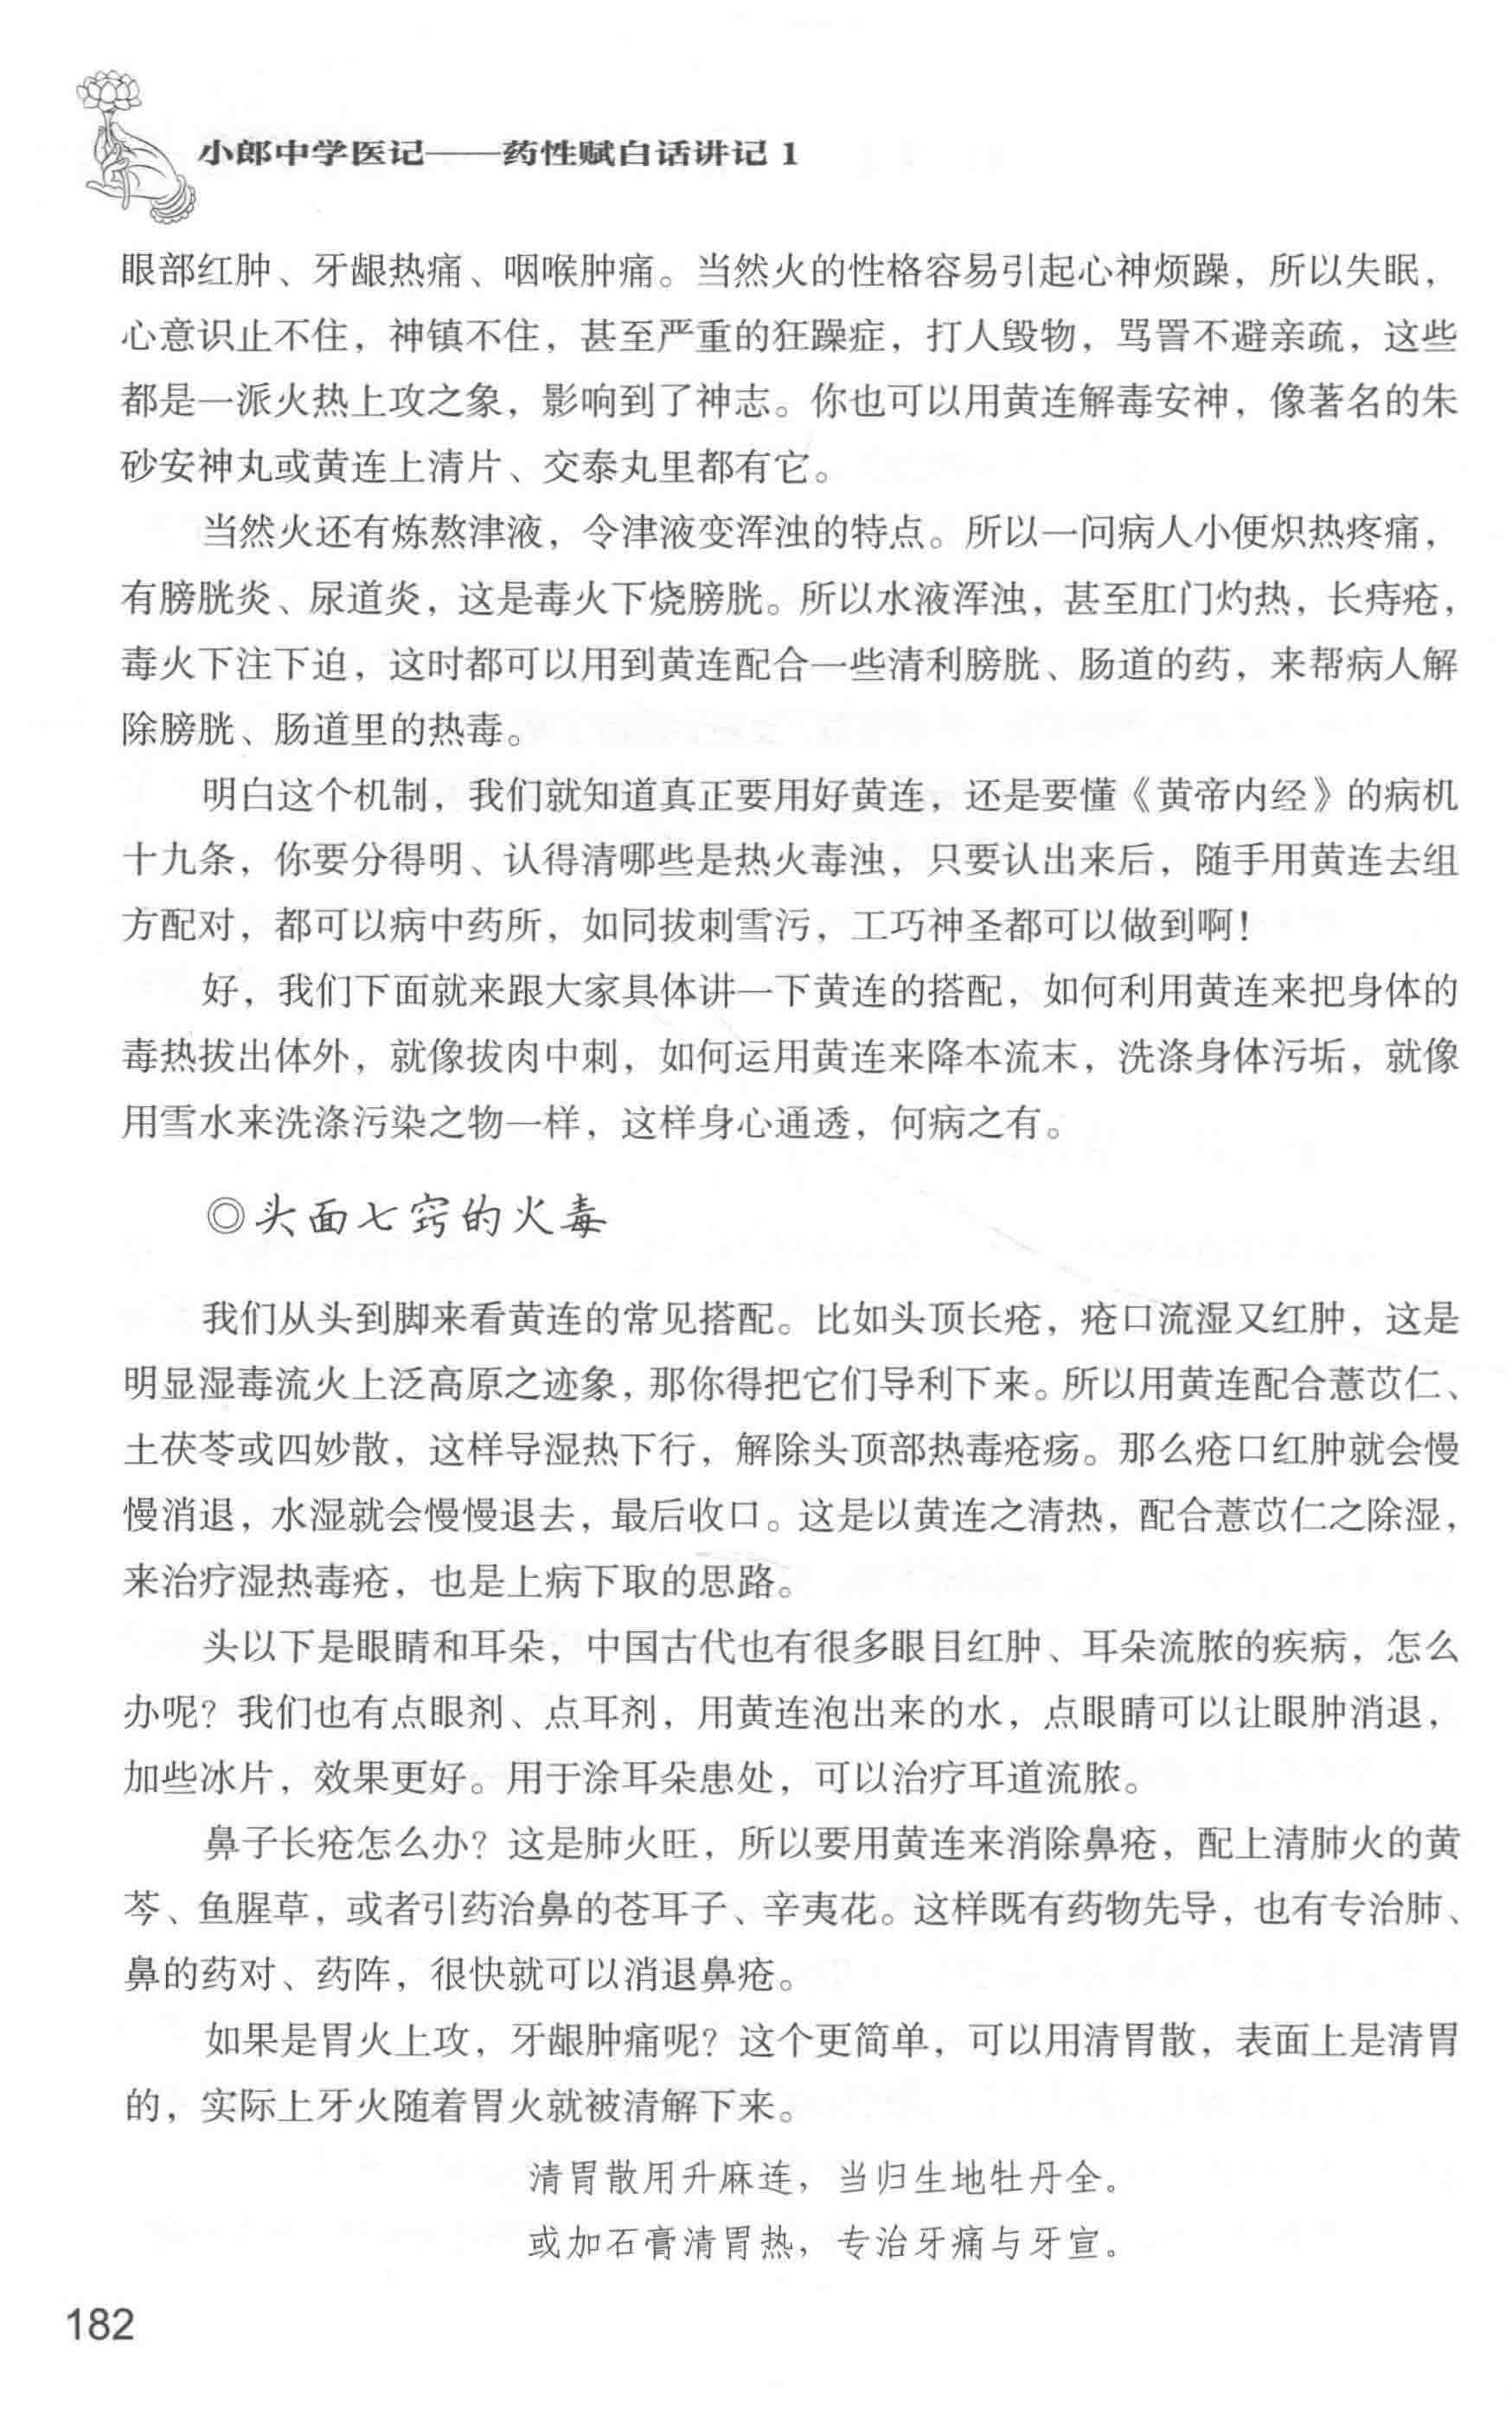 小郎中学医记——药性赋白话讲记 1
眼部红肿、牙龈热痛、咽喉肿痛。当然火的性格容易引起心神烦躁，所以失眠，
心意识止不住，神镇不住，甚至严重的狂躁症，打人毁物，骂詈不避亲疏，这些
都是一派火热上攻之象，影响到了神志。你也可以用黄连解毒安神，像著名的朱
砂安神丸或黄连上清片、交泰丸里都有它。
当然火还有炼熬津液，令津液变浑浊的特点。所以一问病人小便炽热疼痛，
有膀胱炎、尿道炎，这是毒火下烧膀胱。所以水液浑浊，甚至肛门灼热，长痔疮，
毒火下注下迫，这时都可以用到黄连配合一些清利膀胱、肠道的药，来帮病人解
除膀胱、肠道里的热毒。
明白这个机制，我们就知道真正要用好黄连，还是要懂《黄帝内经》的病机
十九条，你要分得明、认得清哪些是热火毒浊，只要认出来后，随手用黄连去组
方配对，都可以病中药所，如同拔刺雪污，工巧神圣都可以做到啊！
好，我们下面就来跟大家具体讲一下黄连的搭配，如何利用黄连来把身体的
毒热拔出体外，就像拔肉中刺，如何运用黄连来降本流末，洗涤身体污垢，就像
用雪水来洗涤污染之物一样，这样身心通透，何病之有。
◎头面七窍的火毒
我们从头到脚来看黄连的常见搭配。比如头顶长疮，疮口流湿又红肿，这是
明显湿毒流火上泛高原之迹象，那你得把它们导利下来。所以用黄连配合薏苡仁、
土茯苓或四妙散，这样导湿热下行，解除头顶部热毒疮疡。那么疮口红肿就会慢
慢消退，水湿就会慢慢退去，最后收口。这是以黄连之清热，配合薏苡仁之除湿，
来治疗湿热毒疮，也是上病下取的思路。
头以下是眼睛和耳朵，中国古代也有很多眼目红肿、耳朵流脓的疾病，怎么
办呢？我们也有点眼剂、点耳剂，用黄连泡出来的水，点眼睛可以让眼肿消退，
加些冰片，效果更好。用于涂耳朵患处，可以治疗耳道流脓。
鼻子长疮怎么办？这是肺火旺，所以要用黄连来消除鼻疮，配上清肺火的黄
芩、鱼腥草，或者引药治鼻的苍耳子、辛夷花。这样既有药物先导，也有专治肺、
鼻的药对、药阵，很快就可以消退鼻疮。
如果是胃火上攻，牙龈肿痛呢？这个更简单，可以用清胃散，表面上是清胃
的，实际上牙火随着胃火就被清解下来。
清胃散用升麻连，当归生地牡丹全。
或加石膏清胃热，专治牙痛与牙宣。
182